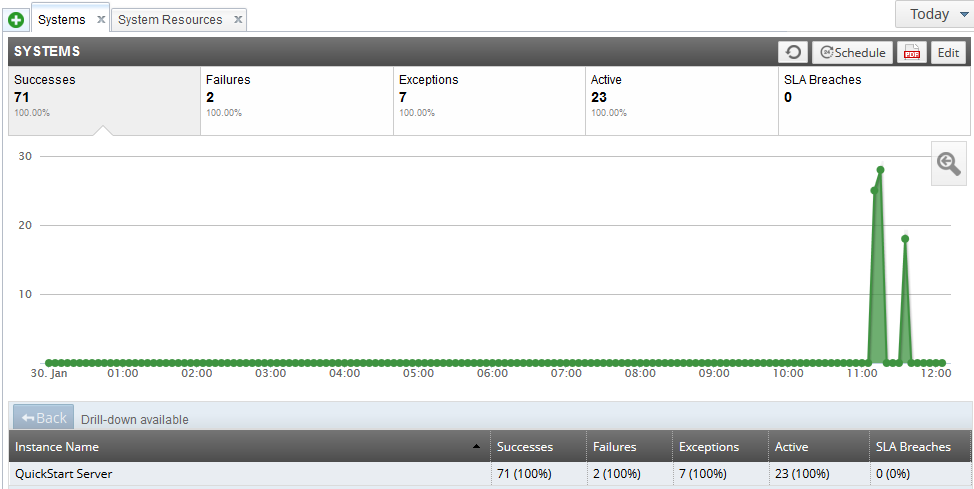 Systems x System Resources x Today
SYSTEMS Schedule PDF Edit
Successes Failures Exceptions Active SLA Breaches
71 2 7 23 0
100.00% 100.00% 100.00% 100.00%
30
20
10
30. Jan 01:00 02:00 03:00 04:00 05:00 06:00 07:00 08:00 09:00 10:00 11:00 12:00
Back Drill-down available
Instance Name Successes Failures Exceptions Active SLA Breaches
QuickStart Server 71 (100%) 2 (100%) 7 (100%) 23 (100%) 0 (0%)